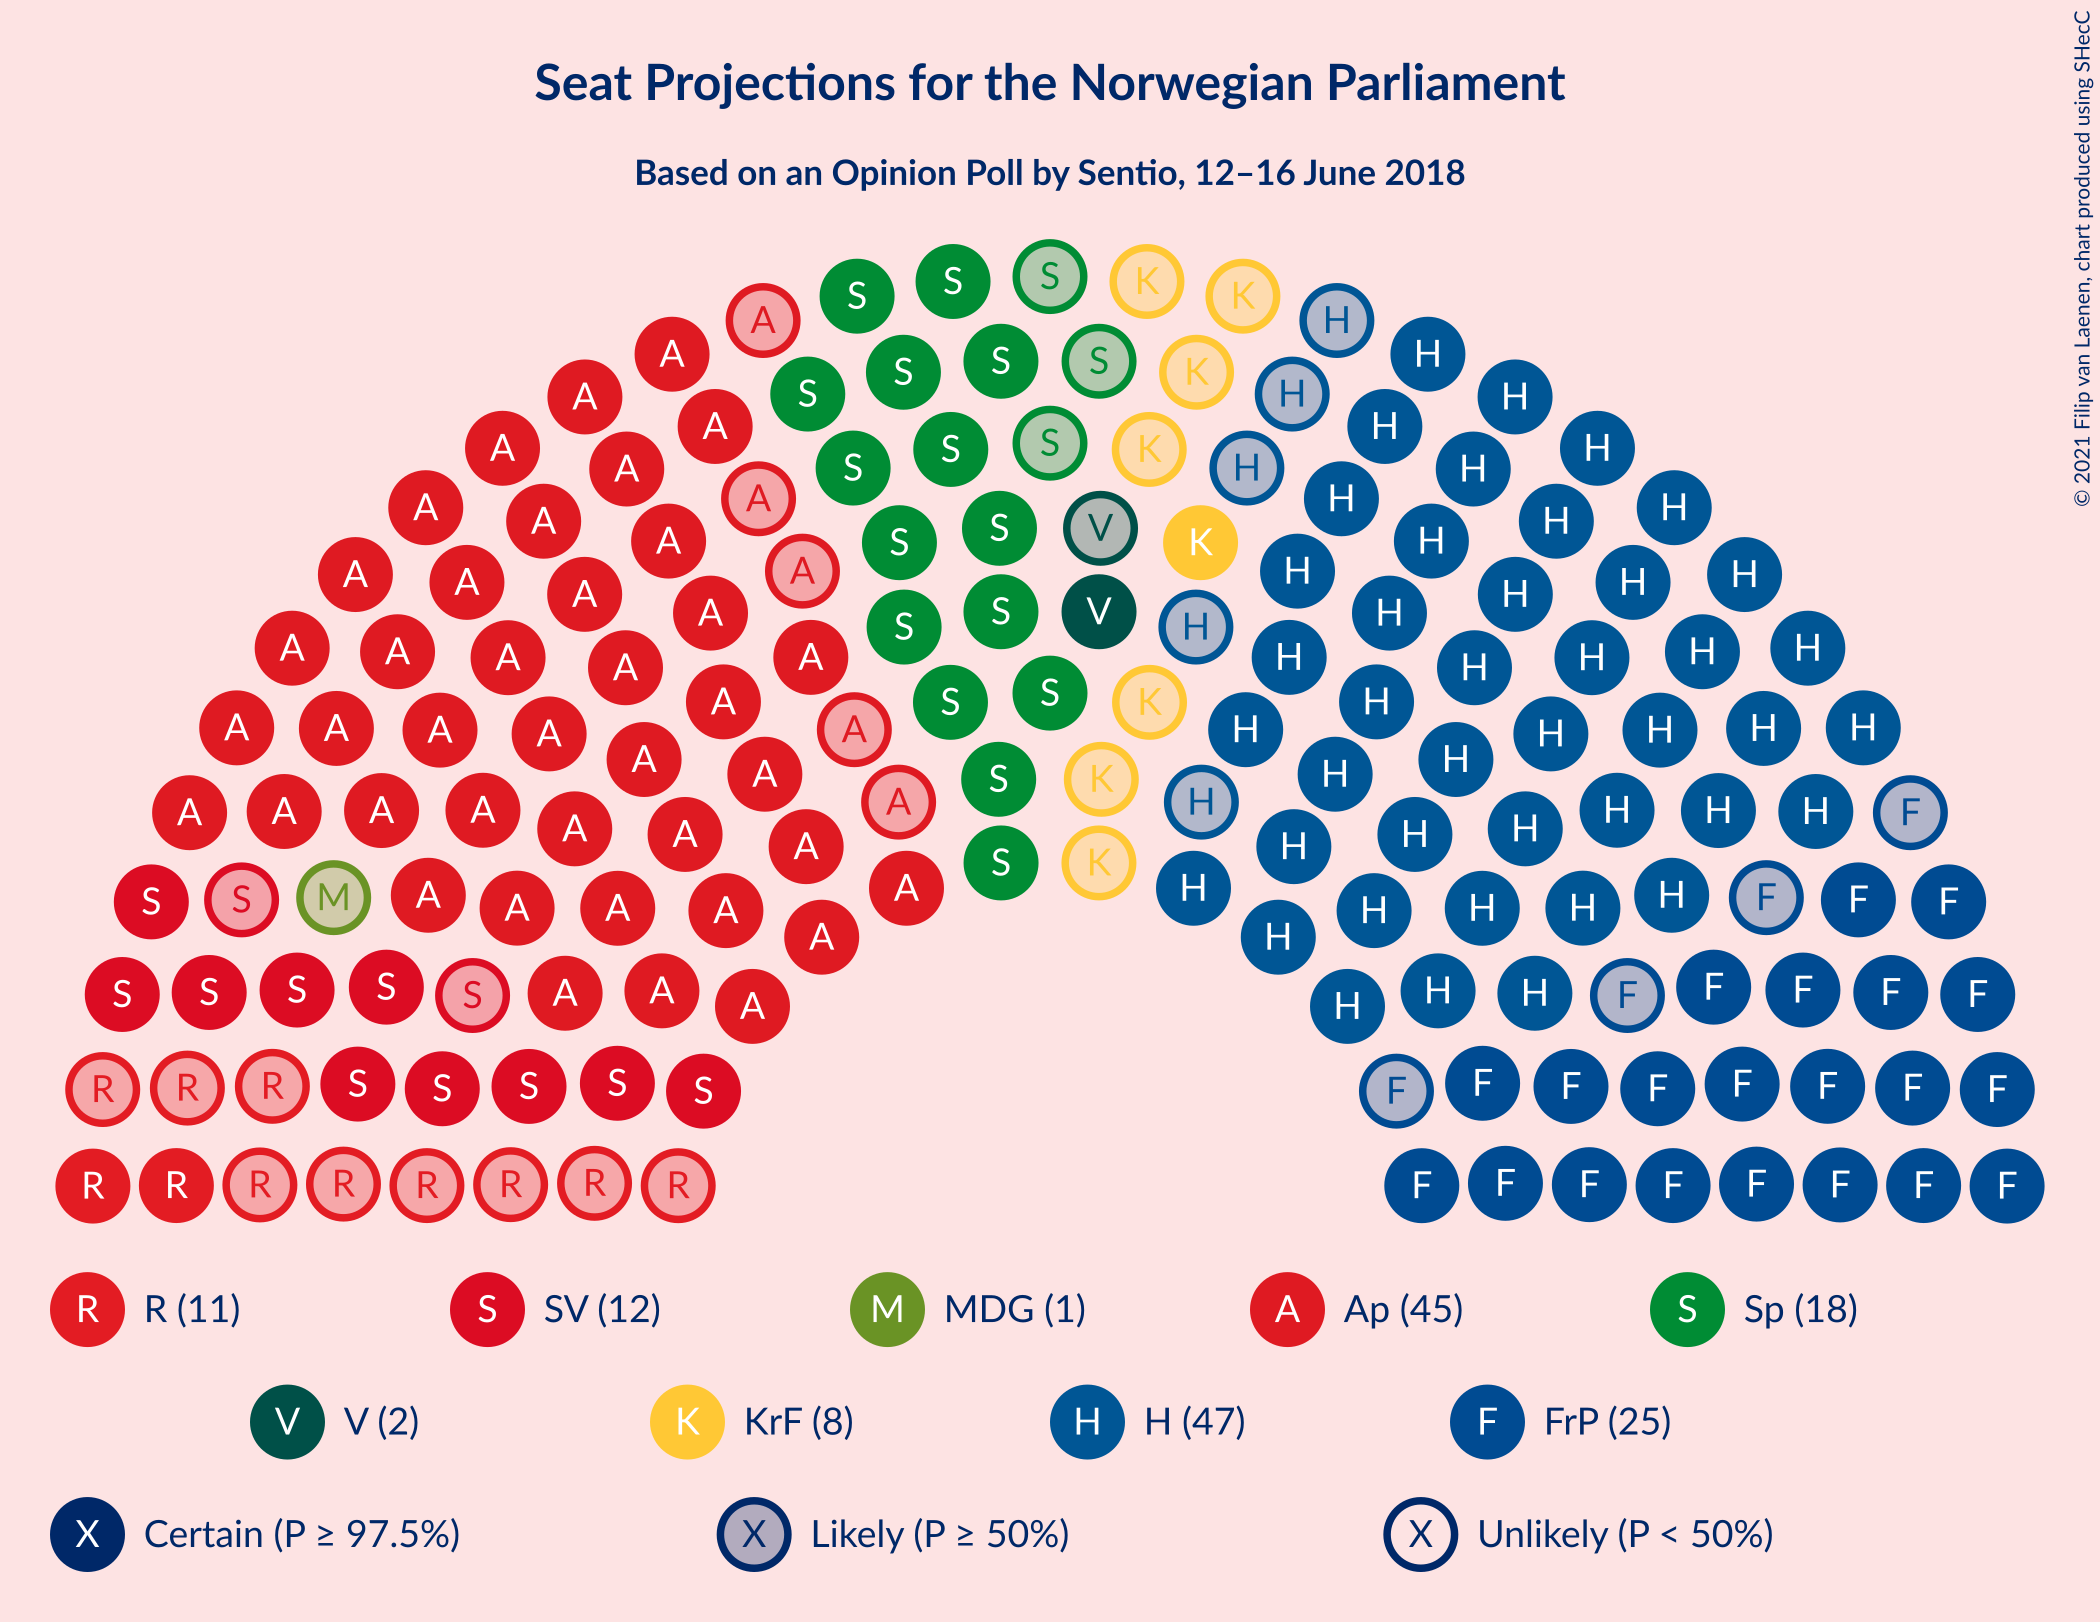 Seat Projections for the Norwegian Parliament
Based on an Opinion Poll by Sentio, 12–16 June 2018
© 2021 Filip van Laenen, chart produced using SHecC
S S S K K
A H
A S S S K H H
A A S S S K H H H
A A A S S V K H H H
A A A A S S V H H H H H
A A A A A S S K H H H H H
A A A A A A S K H H H H H H
A A A A A A A A S K H H H H H H H F
S S M A A A A A A H H H H H H F F F
S S S S S A A A H H H F F F F F
R R R S S S S S F F F F F F F F
R R R R R R R R F F F F F F F F
R R (11) S SV (12) M MDG (1) A Ap (45) S Sp (18)
V V (2) K KrF (8) H H (47) F FrP (25)
X Certain (P ≥ 97.5%) X Likely (P ≥ 50%) X Unlikely (P < 50%)